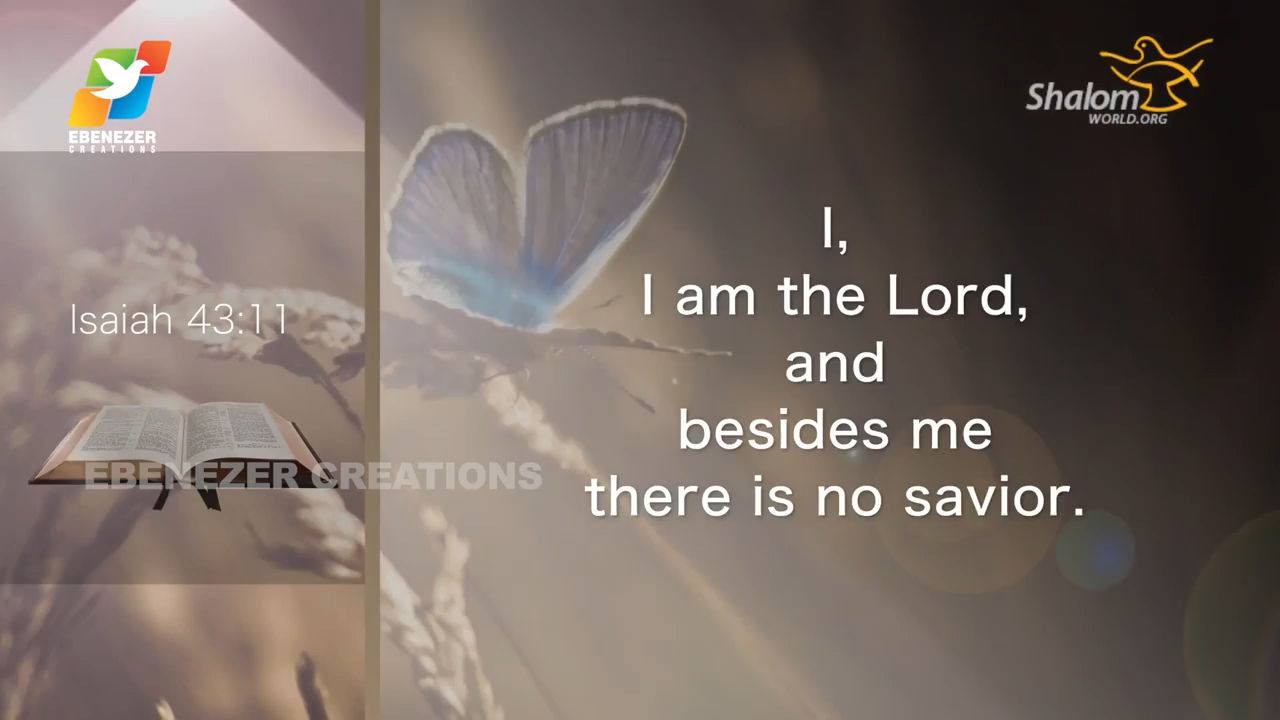 EBENEZER
CREATIONS
Shalom
WORLD.ORG
Isaiah 43:11
I,
I am the Lord,
and
besides me
there is no savior.
EBENEZER CREATIONS